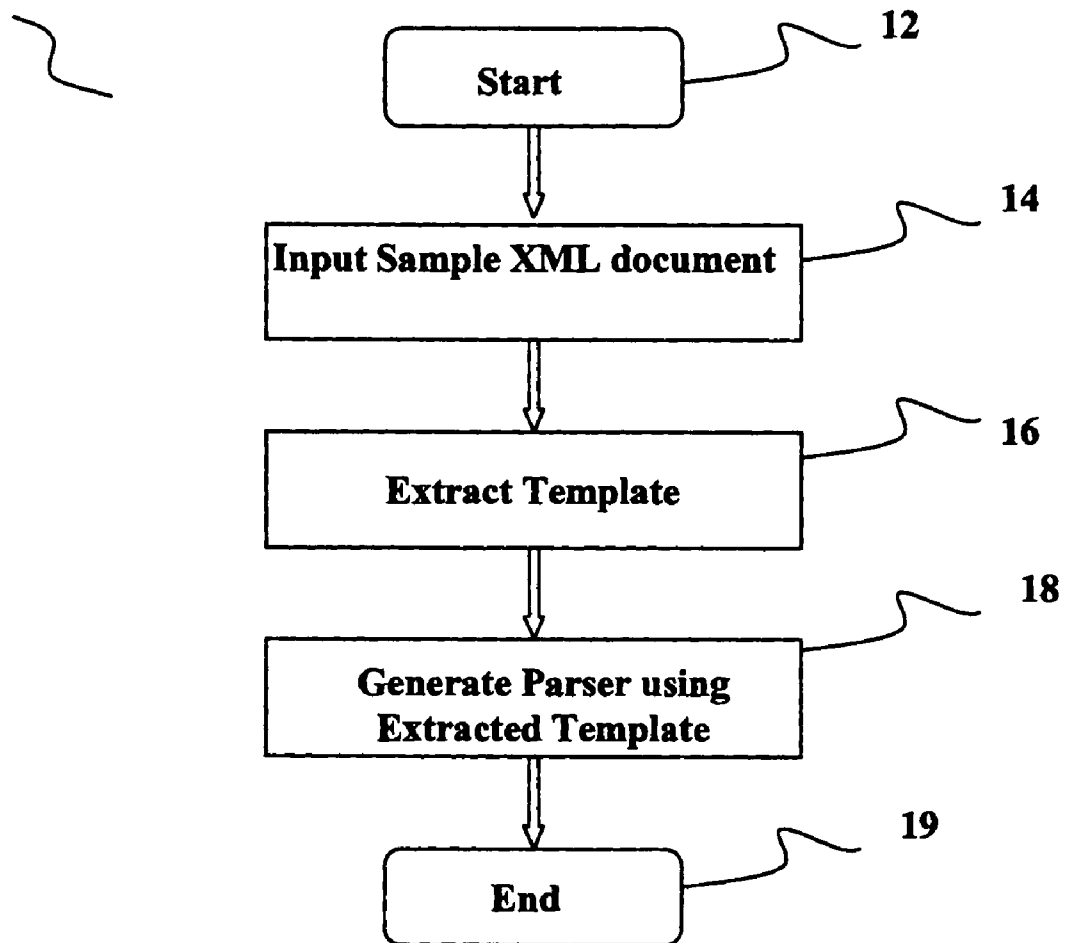 12
Start
14
Input Sample XML document
16
Extract Template
18
Generate Parser using
Extracted Template
19
End